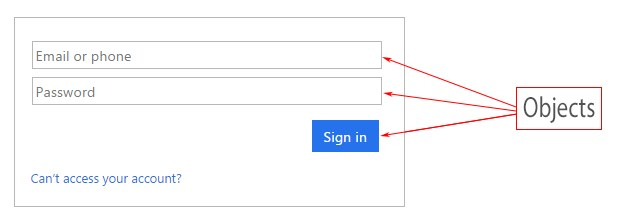 Email or phone
Password
Objects
Sign in
Can't access your account?